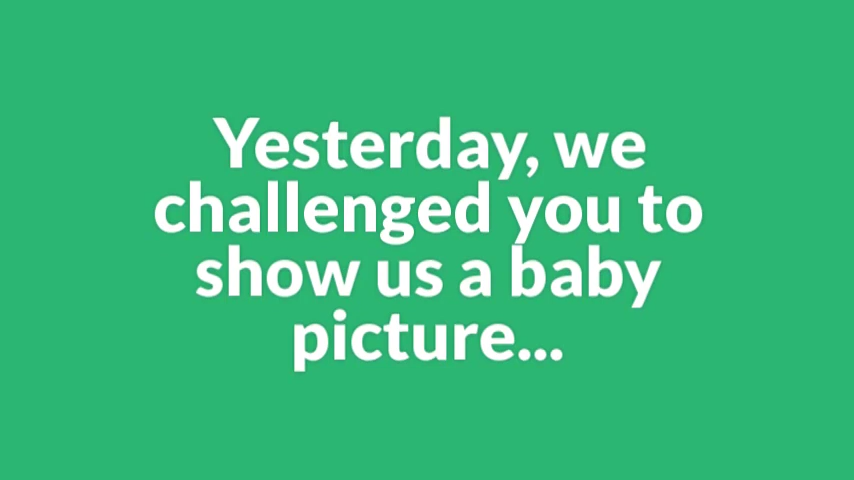 Yesterday, we
challenged you to
show us a baby
picture...